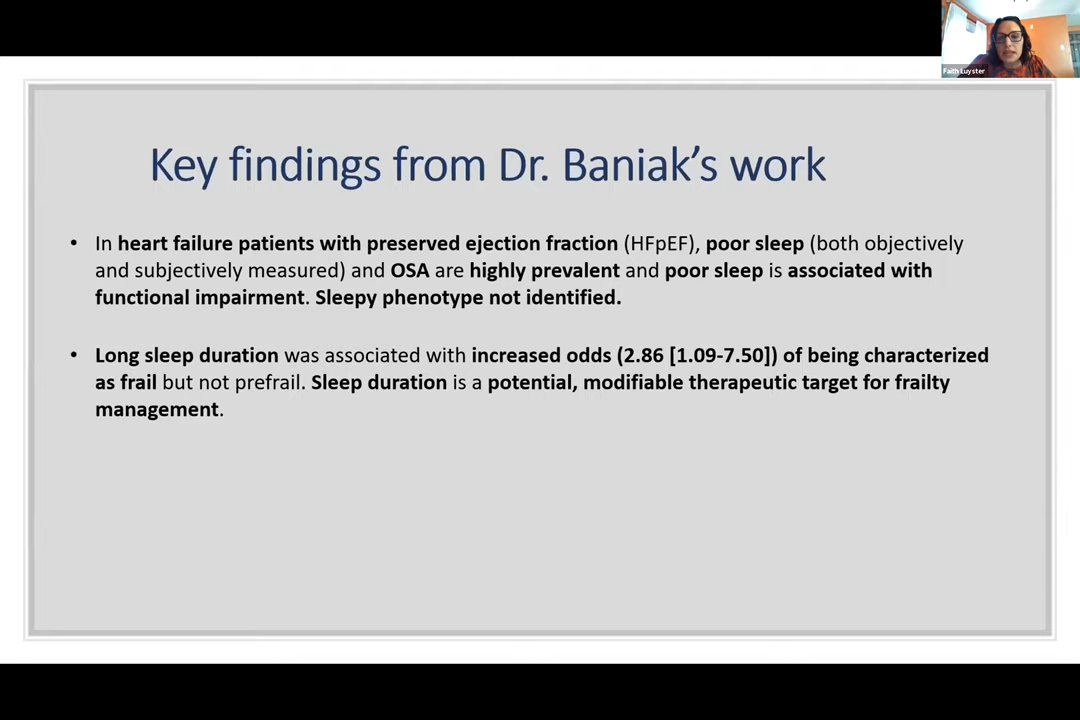 Faith Luyster
Key findings from Dr. Baniak's work
• In heart failure patients with preserved ejection fraction (HFpEF), poor sleep (both objectively
and subjectively measured) and OSA are highly prevalent and poor sleep is associated with
functional impairment. Sleepy phenotype not identified.
• Long sleep duration was associated with increased odds (2.86 [1.09-7.50]) of being characterized
as frail but not prefrail. Sleep duration is a potential, modifiable therapeutic target for frailty
management.